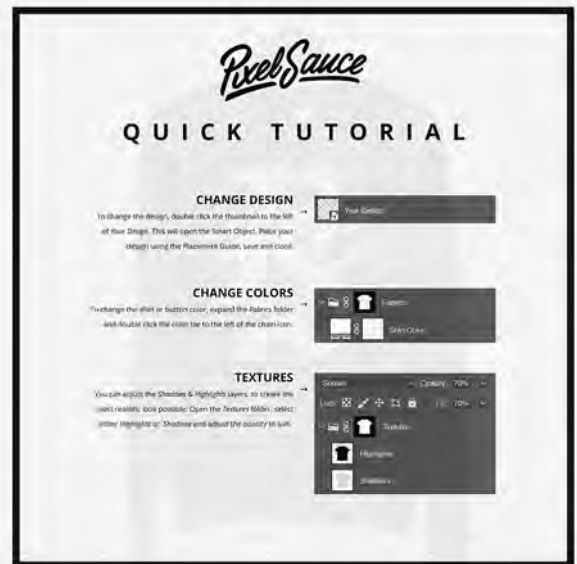 PixelSauce
QUICK TUTORIAL
CHANGE DESIGN
To change the design, double click the thumbnail to the left
of Your Design. This will open the Smart Object. Place your
design using the Placement Guide, save and close.
→
Your Design
CHANGE COLORS
To change the shirt or button color, expand the Fabrics folder
and double click the color tile to the left of the chain icon.
→
Fabrics
Shirt Color
TEXTURES
You can adjust the Shadows & Highlights layers, to create the
most realistic look possible. Open the Textures folder, select
either Highlights or Shadows and adjust the opacity to suit.
→
Screen Opacity: 70%
Lock: Fill: 70%
Textures
Highlights
Shadows